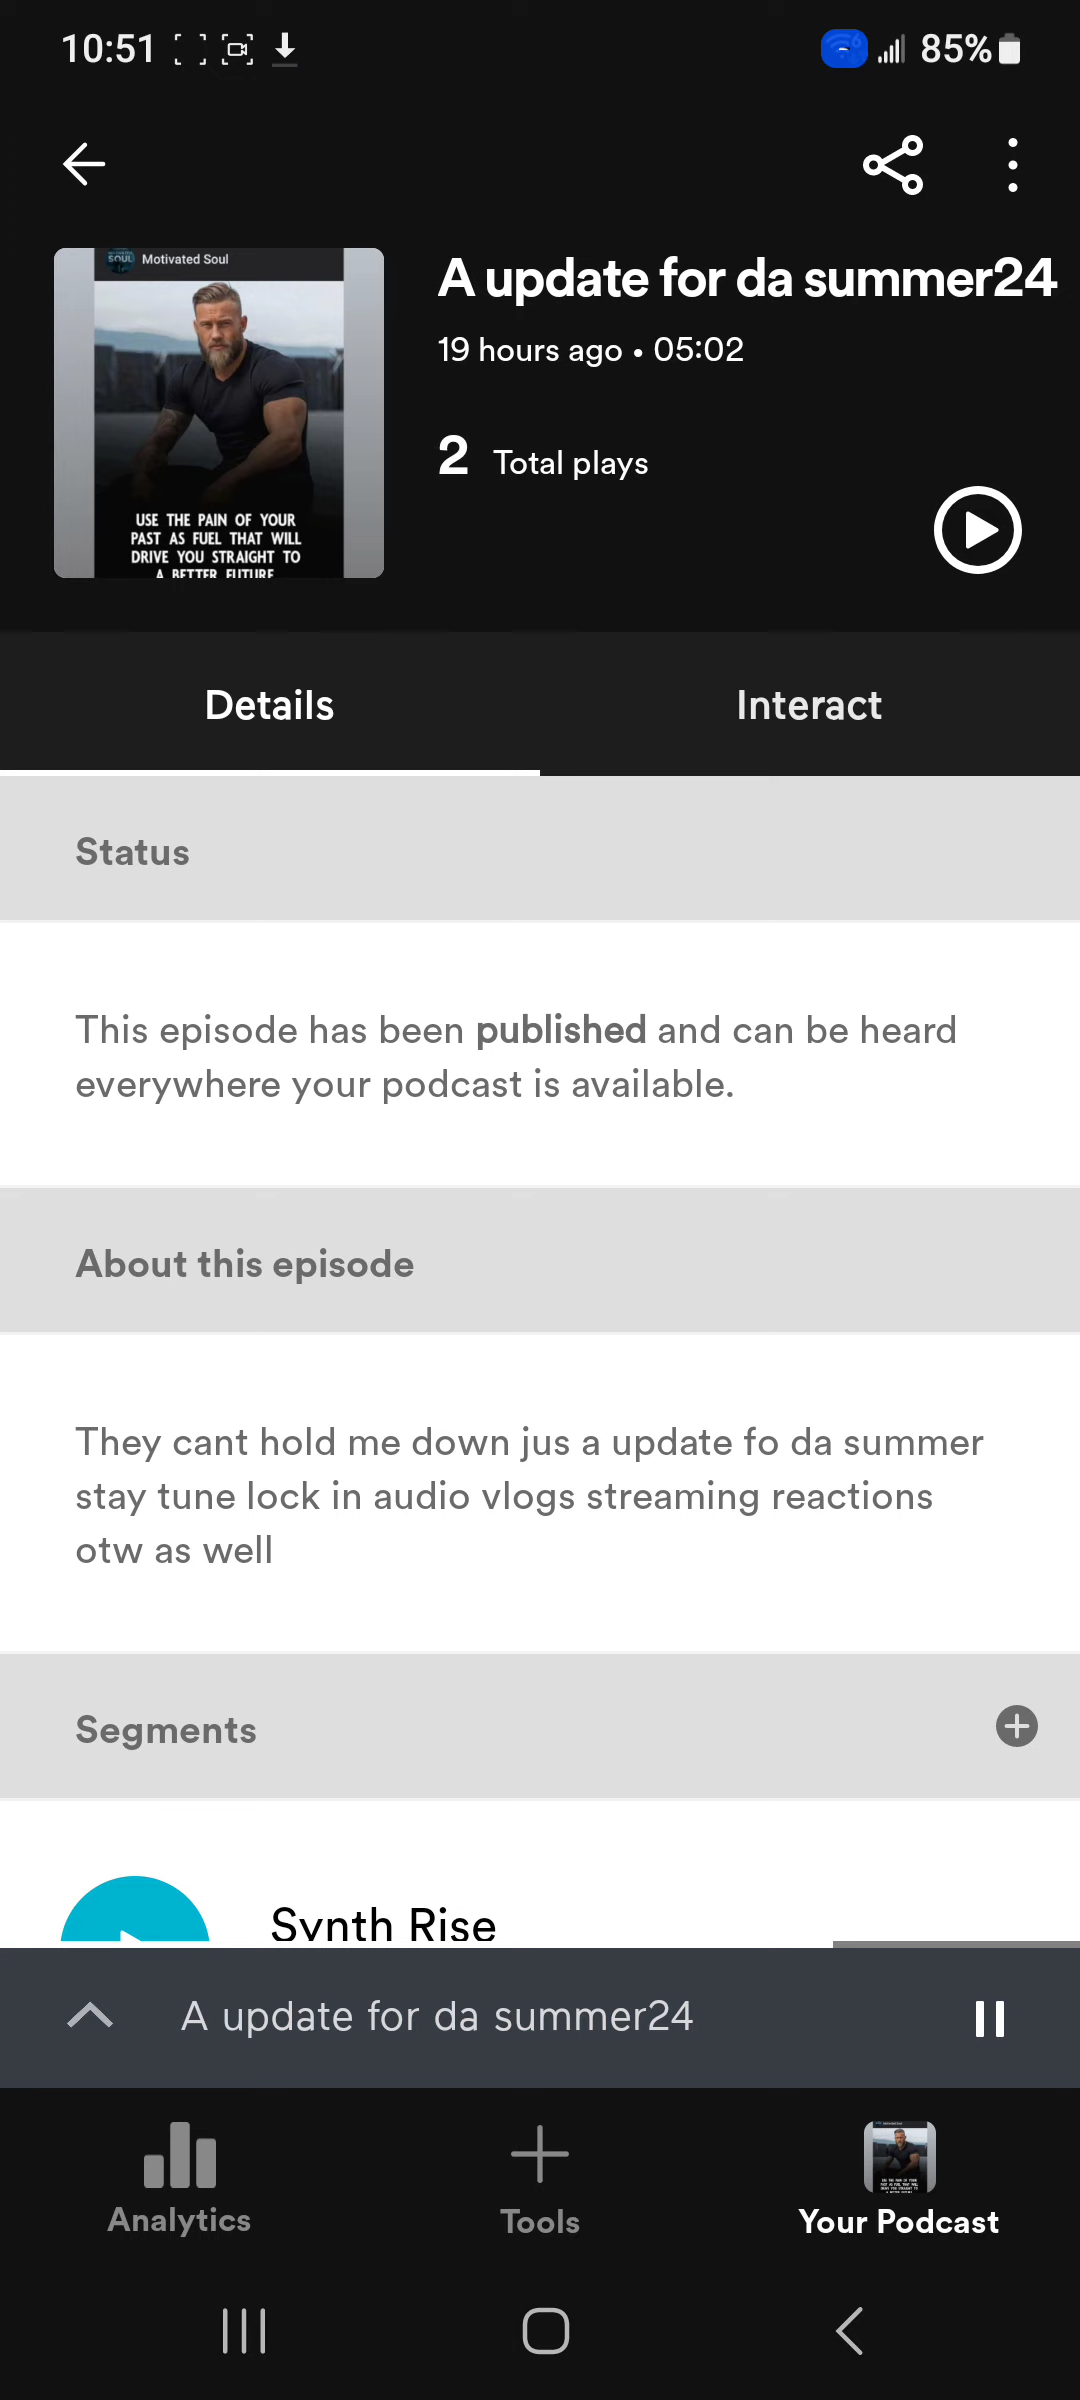 10:51
85%
SOUL Motivated Soul
USE THE PAIN OF YOUR
PAST AS FUEL THAT WILL
DRIVE YOU STRAIGHT TO
A BETTER FUTURE
A update for da summer24
19 hours ago • 05:02
2 Total plays
Details Interact
Status
This episode has been published and can be heard
everywhere your podcast is available.
About this episode
They cant hold me down jus a update fo da summer
stay tune lock in audio vlogs streaming reactions
otw as well
Segments
Synth Rise
A update for da summer24
Analytics Tools Your Podcast